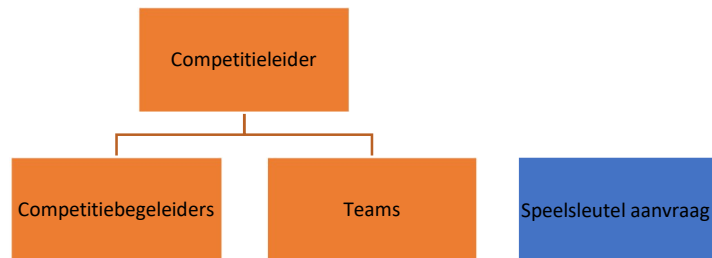 Competitieleider
Competitiebegeleiders
Teams
Speelsleutel aanvraag